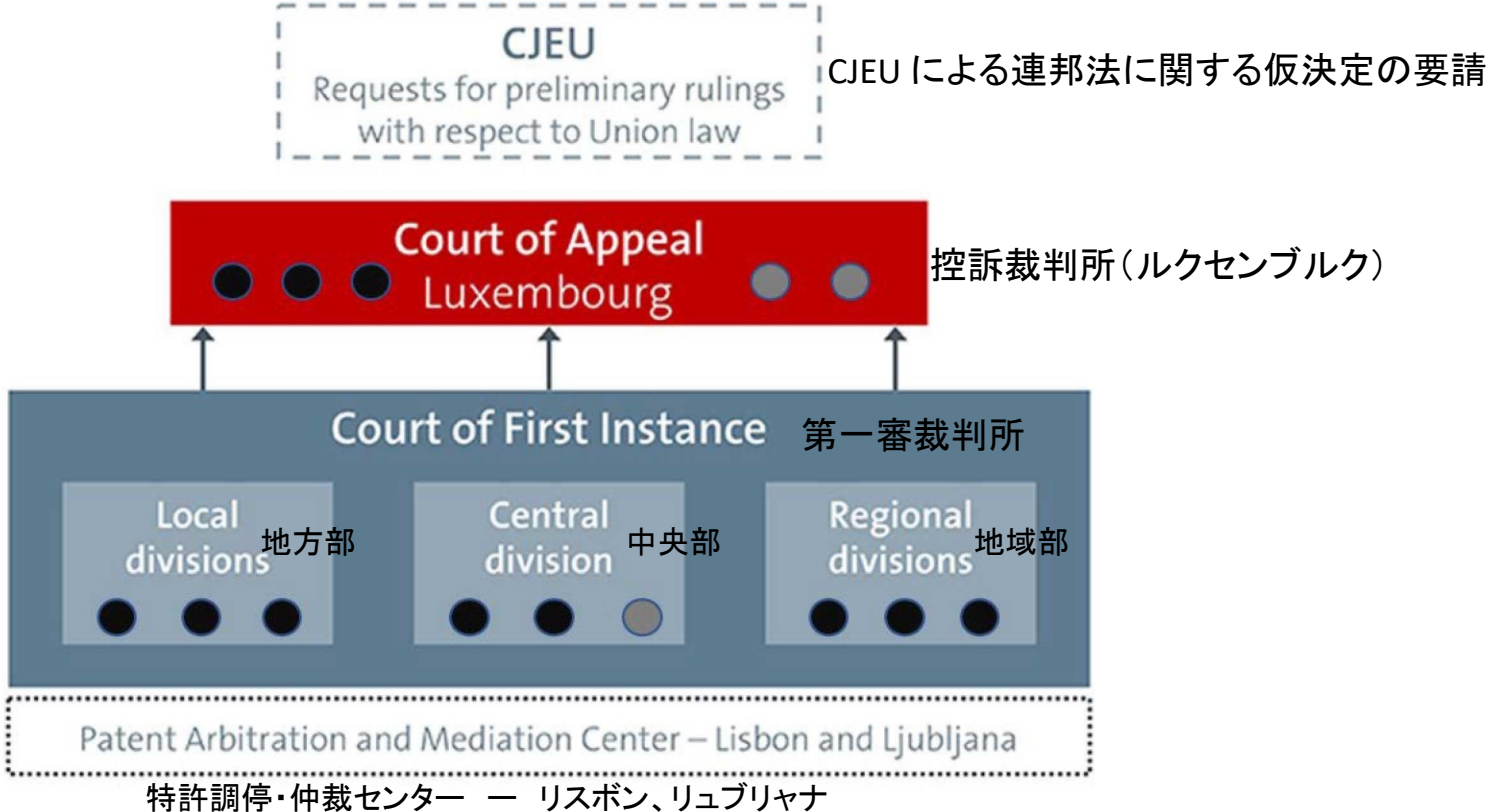 CJEU
Requests for preliminary rulings
with respect to Union law
CJEU による連邦法に関する仮決定の要請
Court of Appeal
Luxembourg
控訴裁判所（ルクセンブルク）
Court of First Instance 第一審裁判所
Local
divisions 地方部
Central
division 中央部
Regional
divisions 地域部
Patent Arbitration and Mediation Center – Lisbon and Ljubljana
特許調停・仲裁センター ー リスボン、リュブリャナ